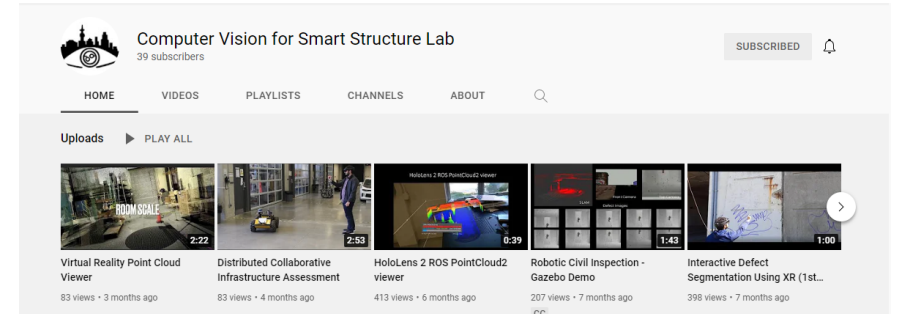 Computer Vision for Smart Structure Lab
39 subscribers
SUBSCRIBED
HOME
VIDEOS
PLAYLISTS
CHANNELS
ABOUT
Uploads
PLAY ALL
ROOM SCALE
2:22
2:53
HoloLens 2 ROS PointCloud2 viewer
0:39
Defect Images
1:43
1:00
Virtual Reality Point Cloud
Viewer
83 views • 3 months ago
Distributed Collaborative
Infrastructure Assessment
83 views • 4 months ago
HoloLens 2 ROS PointCloud2
viewer
413 views • 6 months ago
Robotic Civil Inspection -
Gazebo Demo
207 views • 7 months ago
CC
Interactive Defect
Segmentation Using XR (1st...
398 views • 7 months ago